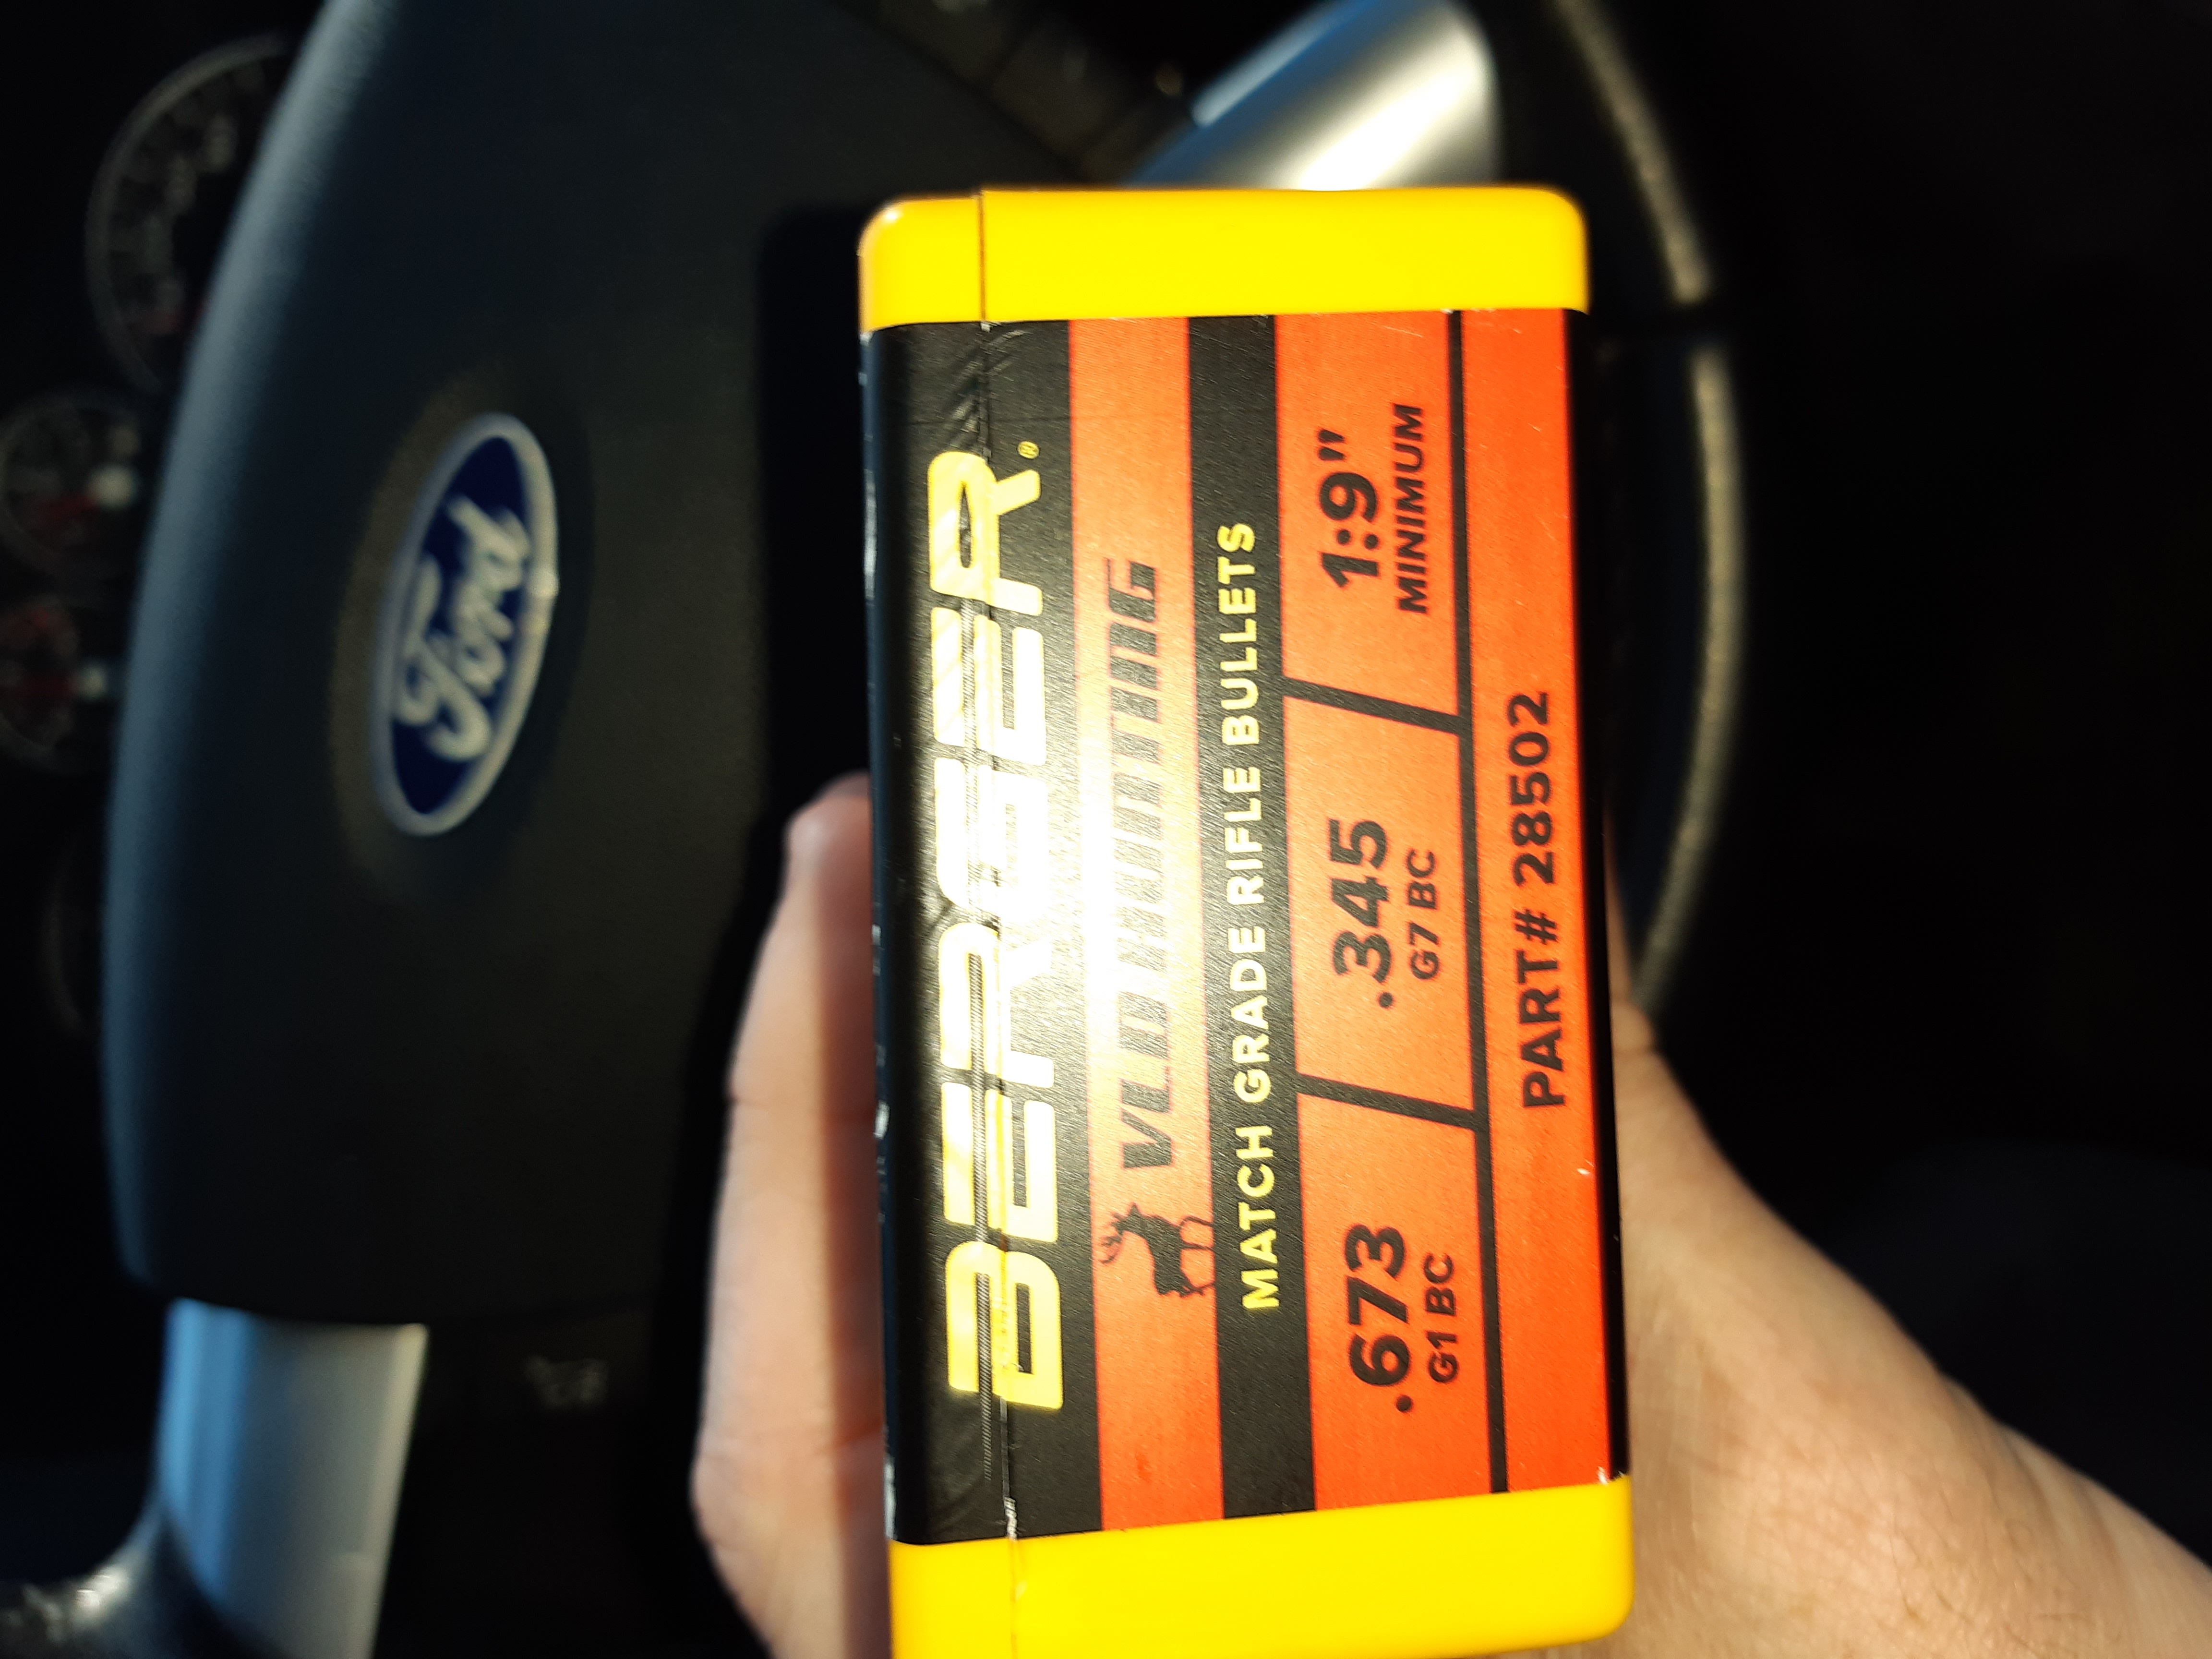 Ford
BERGER®
VLD HUNTING
MATCH GRADE RIFLE BULLETS
.673
G1 BC
.345
G7 BC
1:9"
MINIMUM
PART# 28502